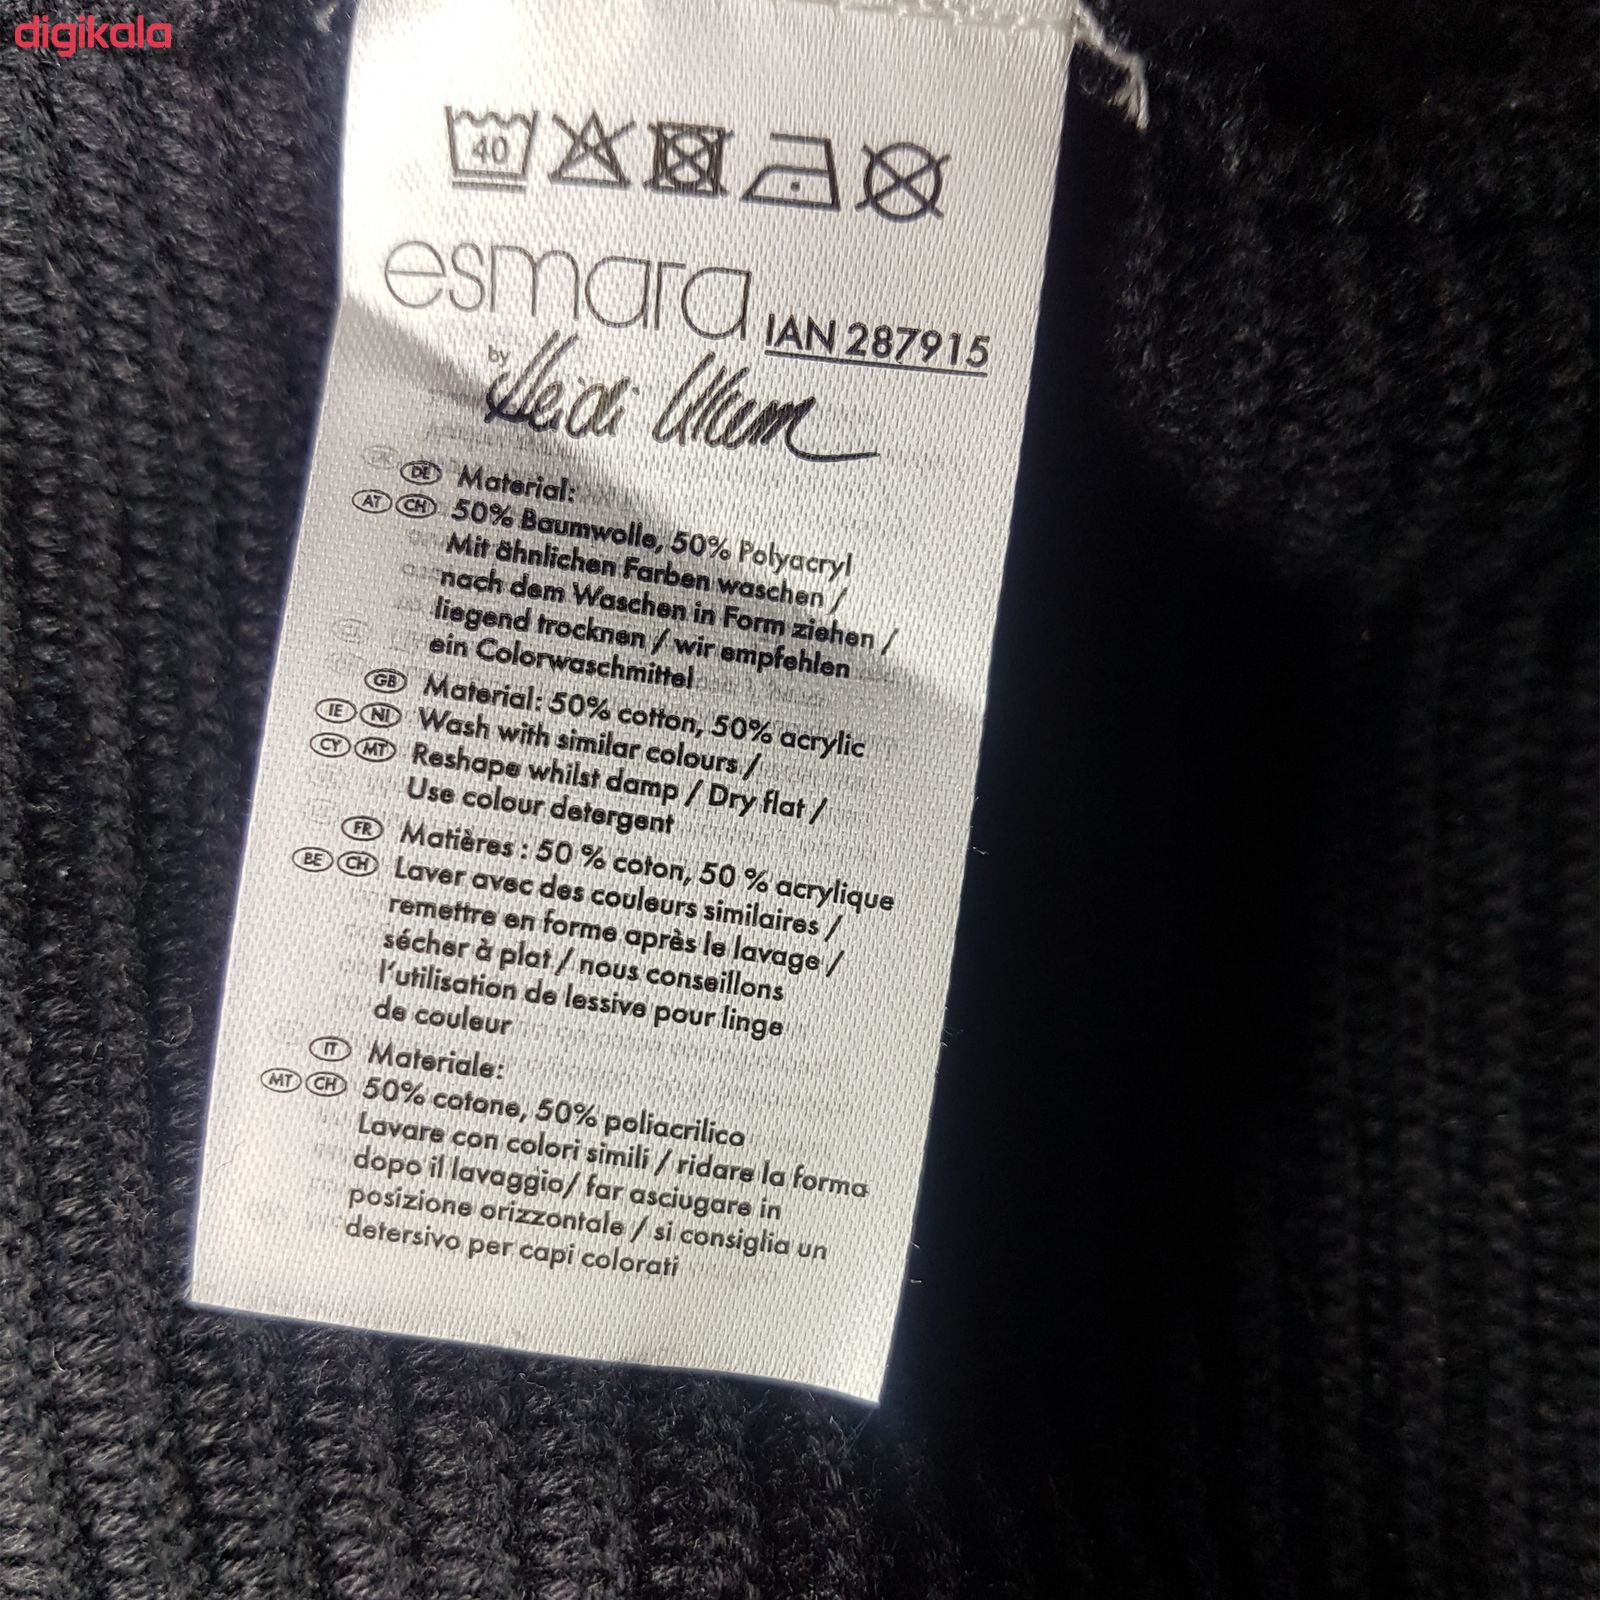 digikala
40
esmara
IAN 287915
by
Heidi Klum
DE Material:
AT CH 50% Baumwolle, 50% Polyacryl
Mit ähnlichen Farben waschen /
nach dem Waschen in Form ziehen /
liegend trocknen / wir empfehlen
ein Colorwaschmittel
GB Material: 50% cotton, 50% acrylic
IE NI Wash with similar colours /
CY MT Reshape whilst damp / Dry flat /
Use colour detergent
FR Matières : 50 % coton, 50 % acrylique
BE CH Laver avec des couleurs similaires /
remettre en forme après le lavage /
sécher à plat / nous conseillons
l'utilisation de lessive pour linge
de couleur
IT Materiale:
MT CH 50% cotone, 50% poliacrilico
Lavare con colori simili / ridare la forma
dopo il lavaggio/ far asciugare in
posizione orizzontale / si consiglia un
detersivo per capi colorati